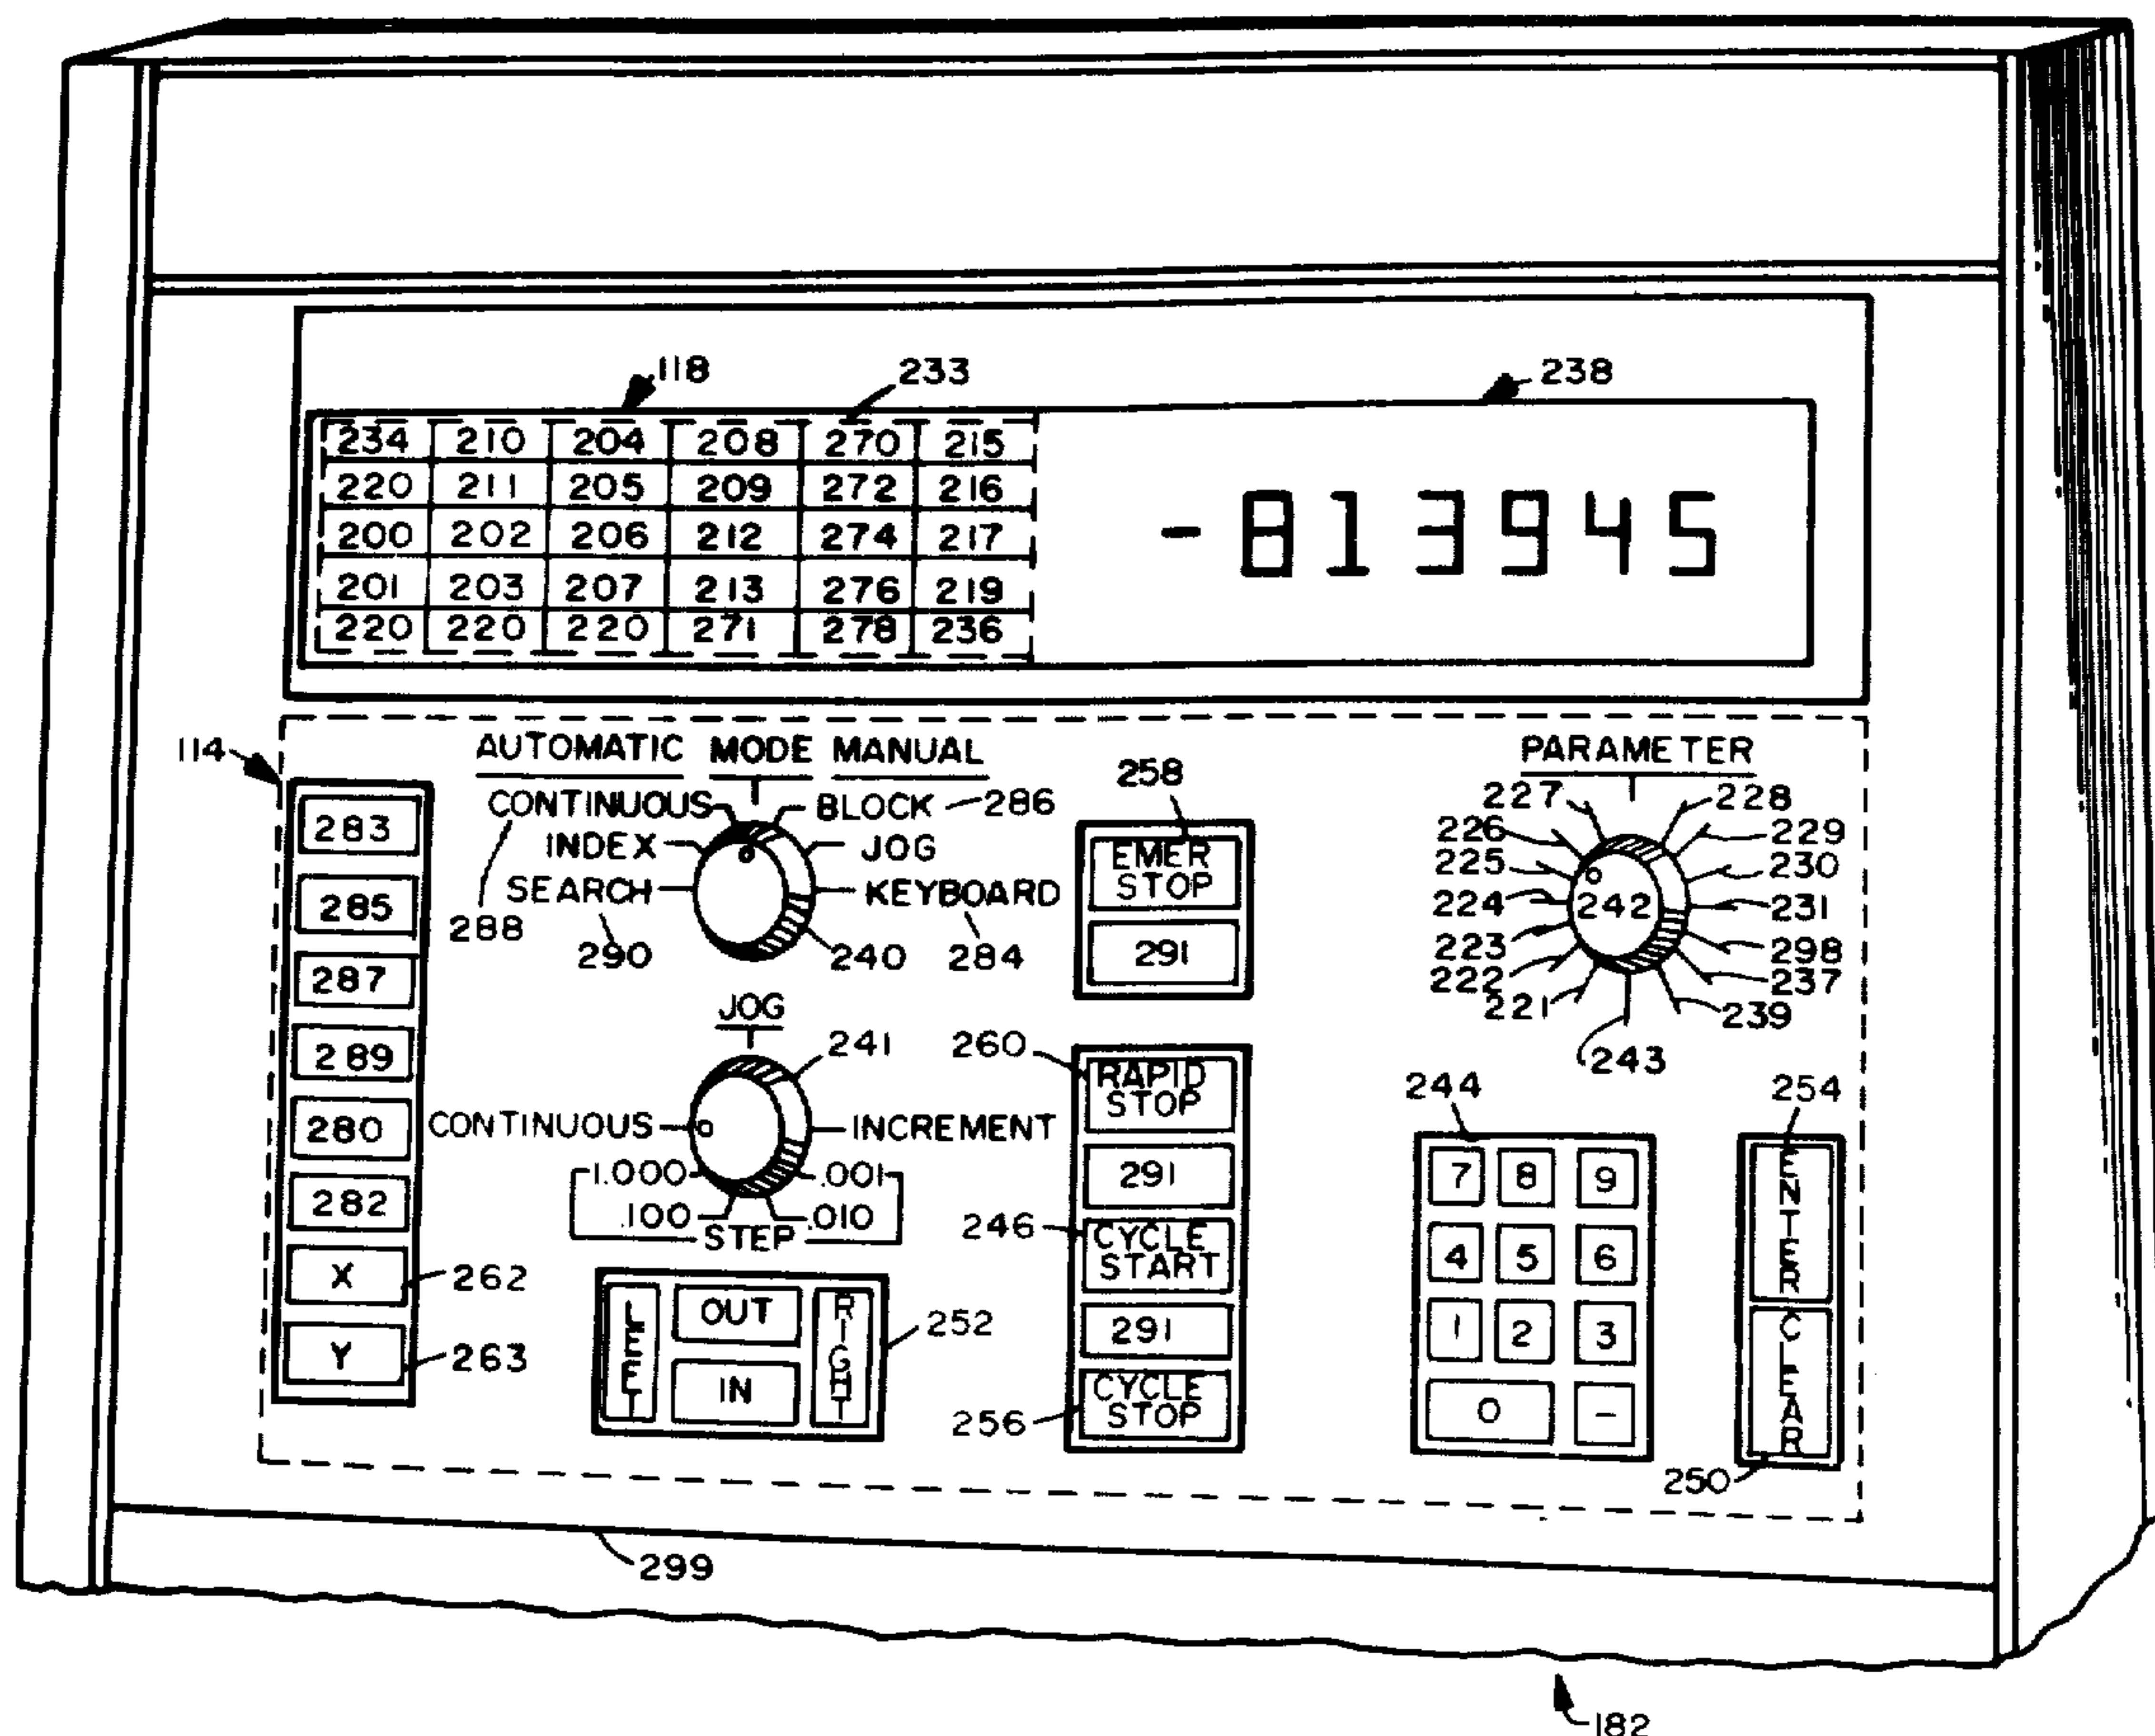 118 233 238
234 210 204 208 270 215
220 211 205 209 272 216
200 202 206 212 274 217
201 203 207 213 276 219
220 220 220 271 278 236
-813945
114
283
285
287
289
280
282
X 262
Y 263
AUTOMATIC MODE MANUAL
CONTINUOUS BLOCK 286
INDEX JOG
SEARCH KEYBOARD
288 290 240 284
JOG
241
CONTINUOUS INCREMENT
1.000 .001
.100 .010
STEP
LEFT OUT RIGHT 252
IN
258
EMER
STOP
291
260 RAPID
STOP
291
246 CYCLE
START
291
256 CYCLE
STOP
PARAMETER
227 228
226 229
225 230
224 242 231
223 298
222 237
221 239
243
244 254
7 8 9
4 5 6
1 2 3
0 -
ENTER
CLEAR
250
299
182